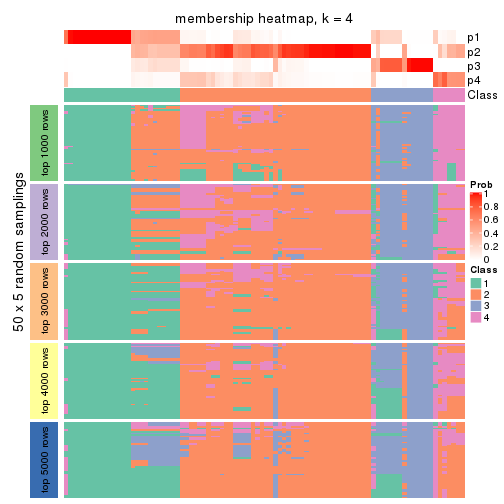 membership heatmap, k = 4
p1
p2
p3
p4
Class
50 x 5 random samplings
top 1000 rows
top 2000 rows
top 3000 rows
top 4000 rows
top 5000 rows
Prob
1
0.8
0.6
0.4
0.2
0
Class
1
2
3
4